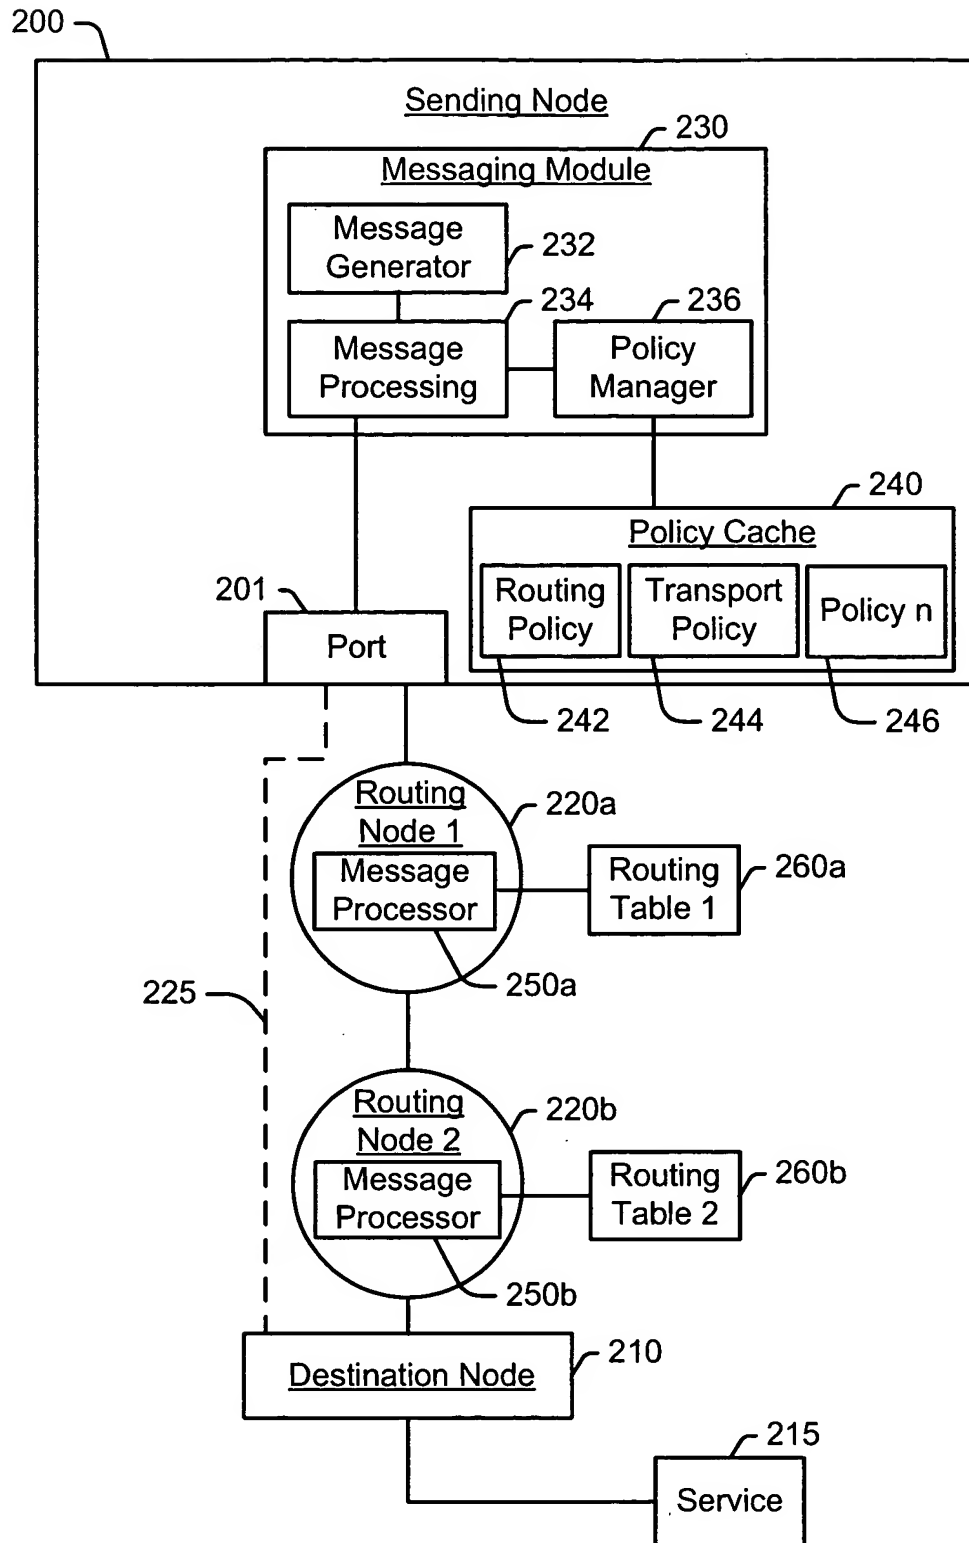 200
Sending Node
230
Messaging Module
Message
Generator
232
234
236
Message
Processing
Policy
Manager
240
Policy Cache
201
Routing
Policy
Transport
Policy
Policy n
Port
242
244
246
Routing
Node 1
220a
Message
Processor
Routing
Table 1
260a
250a
225
Routing
Node 2
220b
Message
Processor
Routing
Table 2
260b
250b
210
Destination Node
215
Service